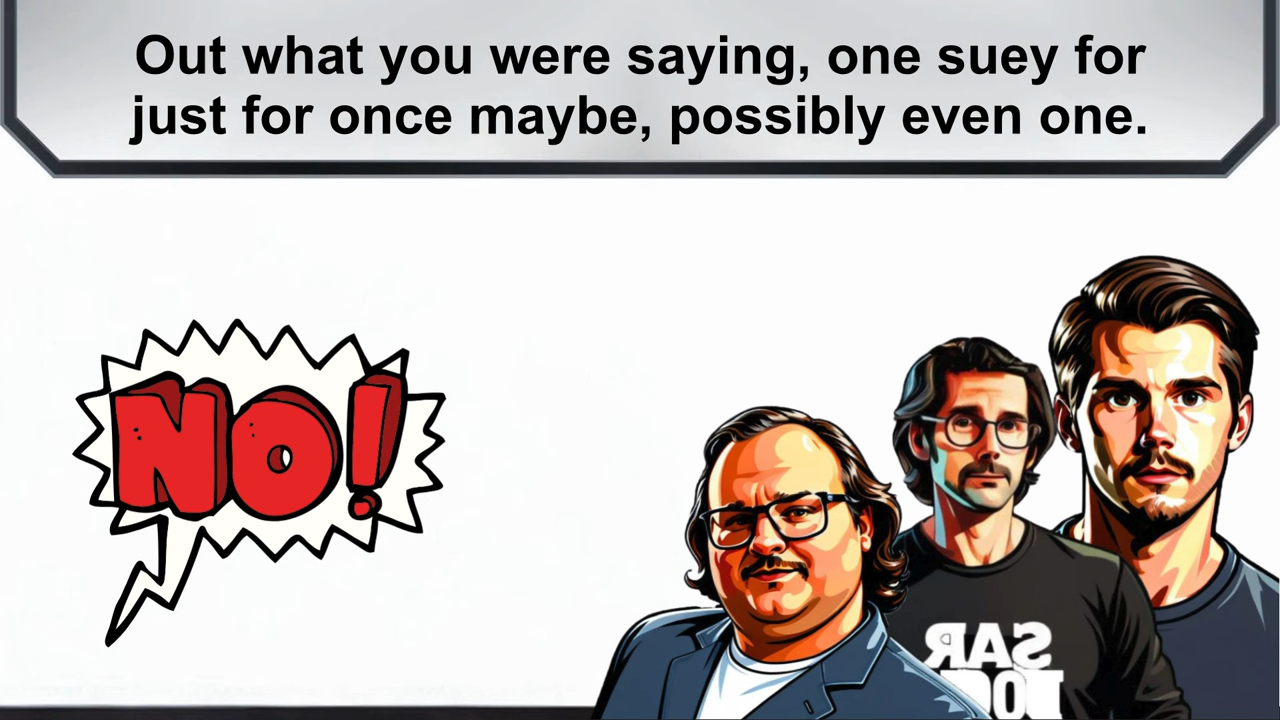 Out what you were saying, one suey for
just for once maybe, possibly even one.
NO!